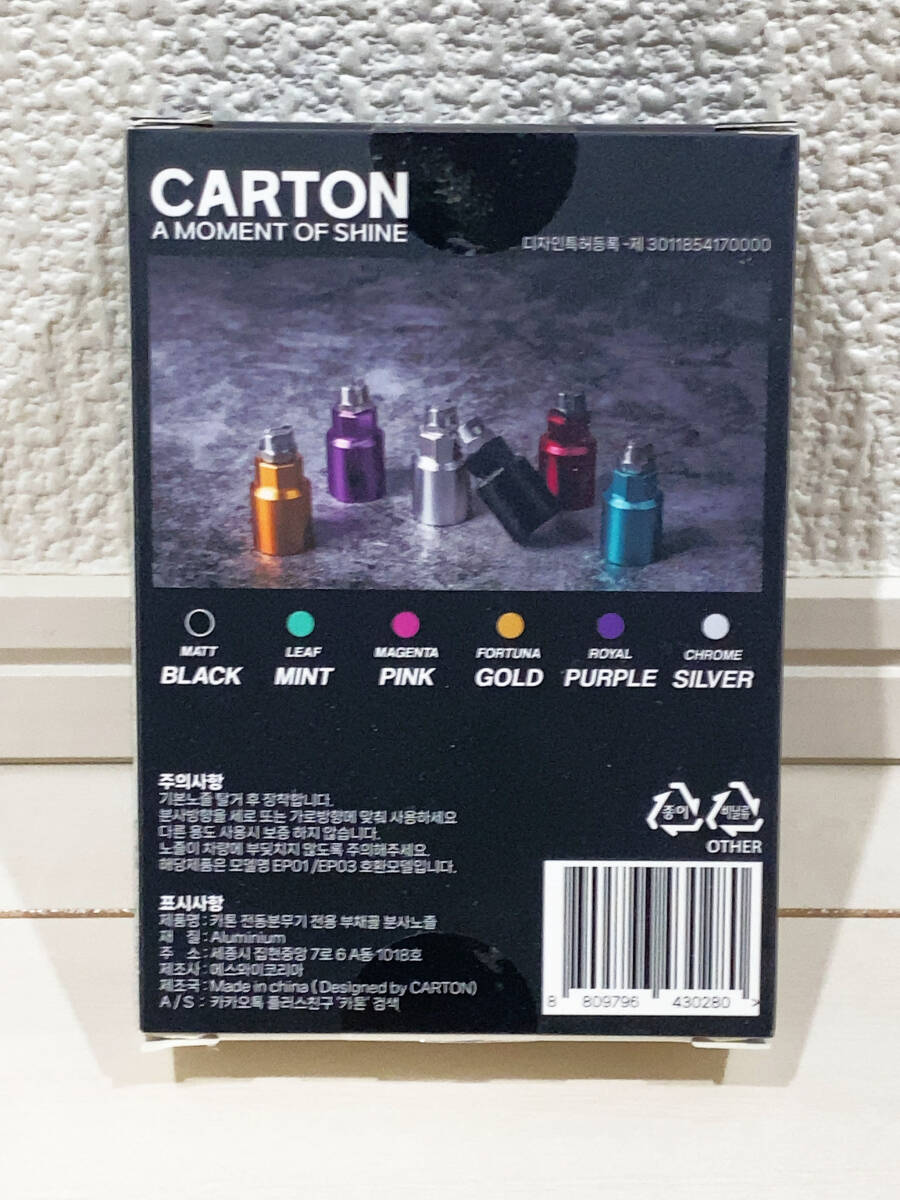 CARTON
A MOMENT OF SHINE
디자인특허등록 -제 3011854170000
MATT
BLACK
LEAF
MINT
MAGENTA
PINK
FORTUNA
GOLD
ROYAL
PURPLE
CHROME
SILVER
주의사항
기본노즐 탈거 후 장착합니다.
분사방향을 세로 또는 가로방향에 맞춰 사용하세요
다른 용도 사용시 보증 하지 않습니다.
노즐이 차량에 부딪치지 않도록 주의해주세요.
해당제품은 모델명 EP01 /EP03 호환모델입니다.
종이
비닐류
OTHER
표시사항
제품명 : 카톤 전동분무기 전용 부채꼴 분사노즐
재 질 : Aluminium
주 소 : 세종시 집현중앙 7로 6 A동 1018호
제조사 : 에스와이코리아
제조국 : Made in china ( Designed by CARTON)
A / S : 카카오톡 플러스친구 '카톤' 검색
8 809796 430280 >